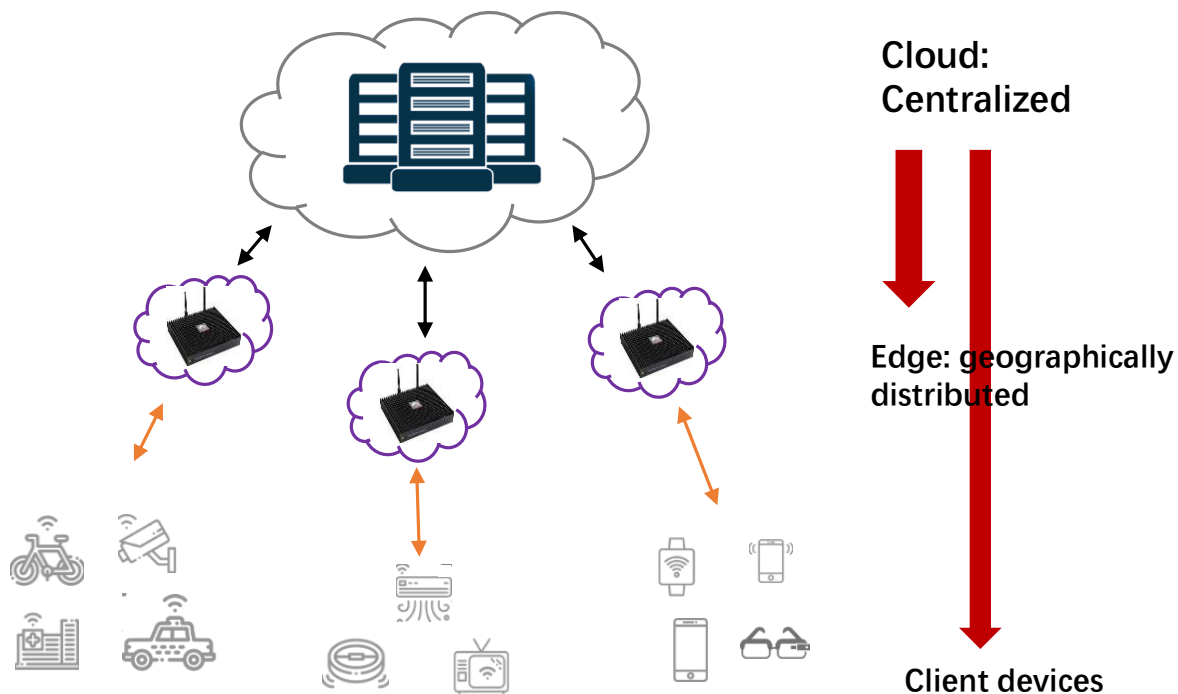 Cloud:
Centralized
Edge: geographically
distributed
Client devices